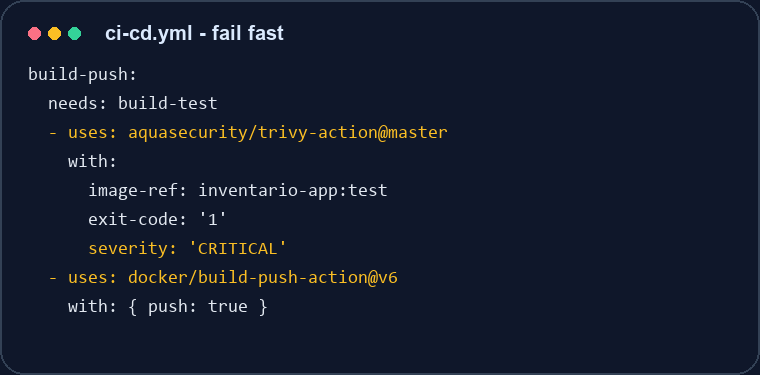 ci-cd.yml - fail fast
build-push:
  needs: build-test
  - uses: aquasecurity/trivy-action@master
    with:
      image-ref: inventario-app:test
      exit-code: '1'
      severity: 'CRITICAL'
  - uses: docker/build-push-action@v6
    with: { push: true }